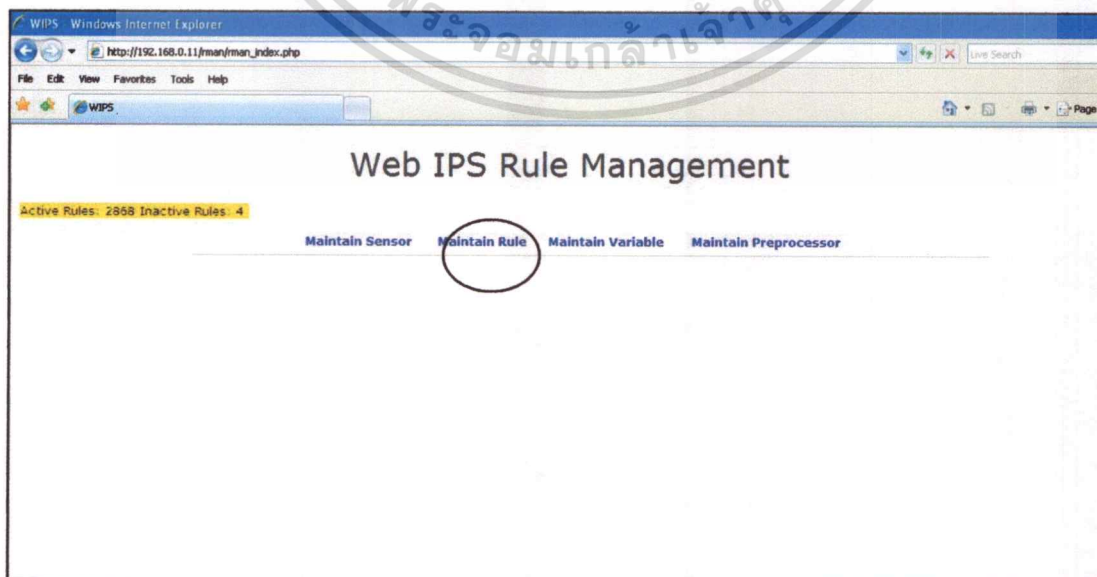 WIPS - Windows Internet Explorer
http://192.168.0.11/rman/rman_index.php
Live Search
File Edit View Favorites Tools Help
WIPS
Page
Web IPS Rule Management
Active Rules: 2868 Inactive Rules: 4
Maintain Sensor Maintain Rule Maintain Variable Maintain Preprocessor